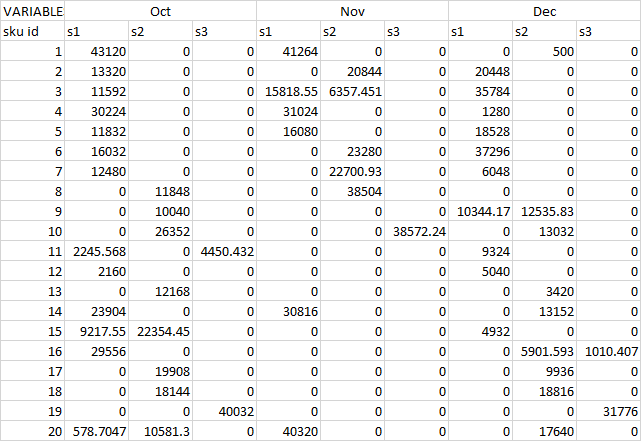 VARIABLE Oct Nov Dec
sku id s1 s2 s3 s1 s2 s3 s1 s2 s3
1 43120 0 0 41264 0 0 0 500 0
2 13320 0 0 0 20844 0 20448 0 0
3 11592 0 0 15818.55 6357.451 0 35784 0 0
4 30224 0 0 31024 0 0 1280 0 0
5 11832 0 0 16080 0 0 18528 0 0
6 16032 0 0 0 23280 0 37296 0 0
7 12480 0 0 0 22700.93 0 6048 0 0
8 0 11848 0 0 38504 0 0 0 0
9 0 10040 0 0 0 0 10344.17 12535.83 0
10 0 26352 0 0 0 38572.24 0 13032 0
11 2245.568 0 4450.432 0 0 0 9324 0 0
12 2160 0 0 0 0 0 5040 0 0
13 0 12168 0 0 0 0 0 3420 0
14 23904 0 0 30816 0 0 0 13152 0
15 9217.55 22354.45 0 0 0 0 4932 0 0
16 29556 0 0 0 0 0 0 5901.593 1010.407
17 0 19908 0 0 0 0 0 9936 0
18 0 18144 0 0 0 0 0 18816 0
19 0 0 40032 0 0 0 0 0 31776
20 578.7047 10581.3 0 40320 0 0 0 17640 0